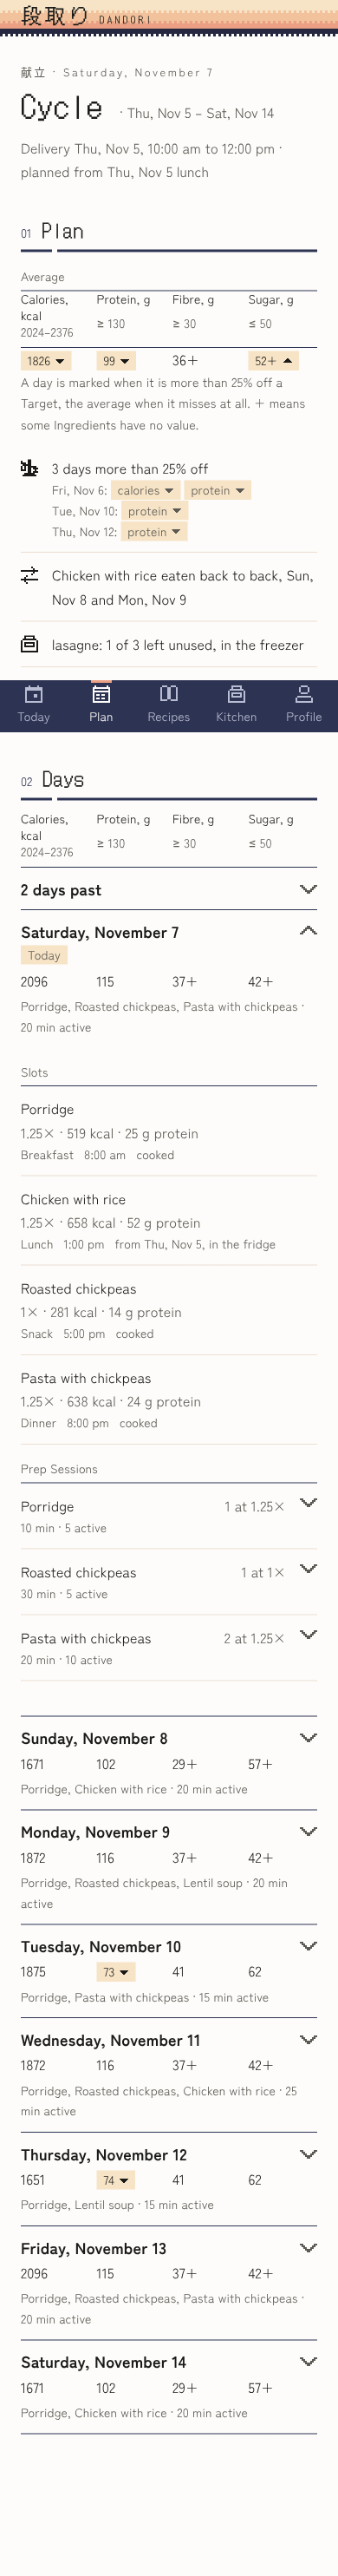 段取り DANDORI
献立 · Saturday, November 7
Cycle · Thu, Nov 5 – Sat, Nov 14
Delivery Thu, Nov 5, 10:00 am to 12:00 pm ·
planned from Thu, Nov 5 lunch
01 Plan
Average
Calories, kcal 2024–2376 Protein, g ≥ 130 Fibre, g ≥ 30 Sugar, g ≤ 50
1826 ▼ 99 ▼ 36+ 52+ ▲
A day is marked when it is more than 25% off a
Target, the average when it misses at all. + means
some Ingredients have no value.
3 days more than 25% off
Fri, Nov 6: calories ▼ protein ▼
Tue, Nov 10: protein ▼
Thu, Nov 12: protein ▼
Chicken with rice eaten back to back, Sun,
Nov 8 and Mon, Nov 9
lasagne: 1 of 3 left unused, in the freezer
Today Plan Recipes Kitchen Profile
02 Days
Calories, kcal 2024–2376 Protein, g ≥ 130 Fibre, g ≥ 30 Sugar, g ≤ 50
2 days past
Saturday, November 7
Today
2096 115 37+ 42+
Porridge, Roasted chickpeas, Pasta with chickpeas ·
20 min active
Slots
Porridge
1.25× · 519 kcal · 25 g protein
Breakfast 8:00 am cooked
Chicken with rice
1.25× · 658 kcal · 52 g protein
Lunch 1:00 pm from Thu, Nov 5, in the fridge
Roasted chickpeas
1× · 281 kcal · 14 g protein
Snack 5:00 pm cooked
Pasta with chickpeas
1.25× · 638 kcal · 24 g protein
Dinner 8:00 pm cooked
Prep Sessions
Porridge 1 at 1.25×
10 min · 5 active
Roasted chickpeas 1 at 1×
30 min · 5 active
Pasta with chickpeas 2 at 1.25×
20 min · 10 active
Sunday, November 8
1671 102 29+ 57+
Porridge, Chicken with rice · 20 min active
Monday, November 9
1872 116 37+ 42+
Porridge, Roasted chickpeas, Lentil soup · 20 min
active
Tuesday, November 10
1875 73 ▼ 41 62
Porridge, Pasta with chickpeas · 15 min active
Wednesday, November 11
1872 116 37+ 42+
Porridge, Roasted chickpeas, Chicken with rice · 25
min active
Thursday, November 12
1651 74 ▼ 41 62
Porridge, Lentil soup · 15 min active
Friday, November 13
2096 115 37+ 42+
Porridge, Roasted chickpeas, Pasta with chickpeas ·
20 min active
Saturday, November 14
1671 102 29+ 57+
Porridge, Chicken with rice · 20 min active